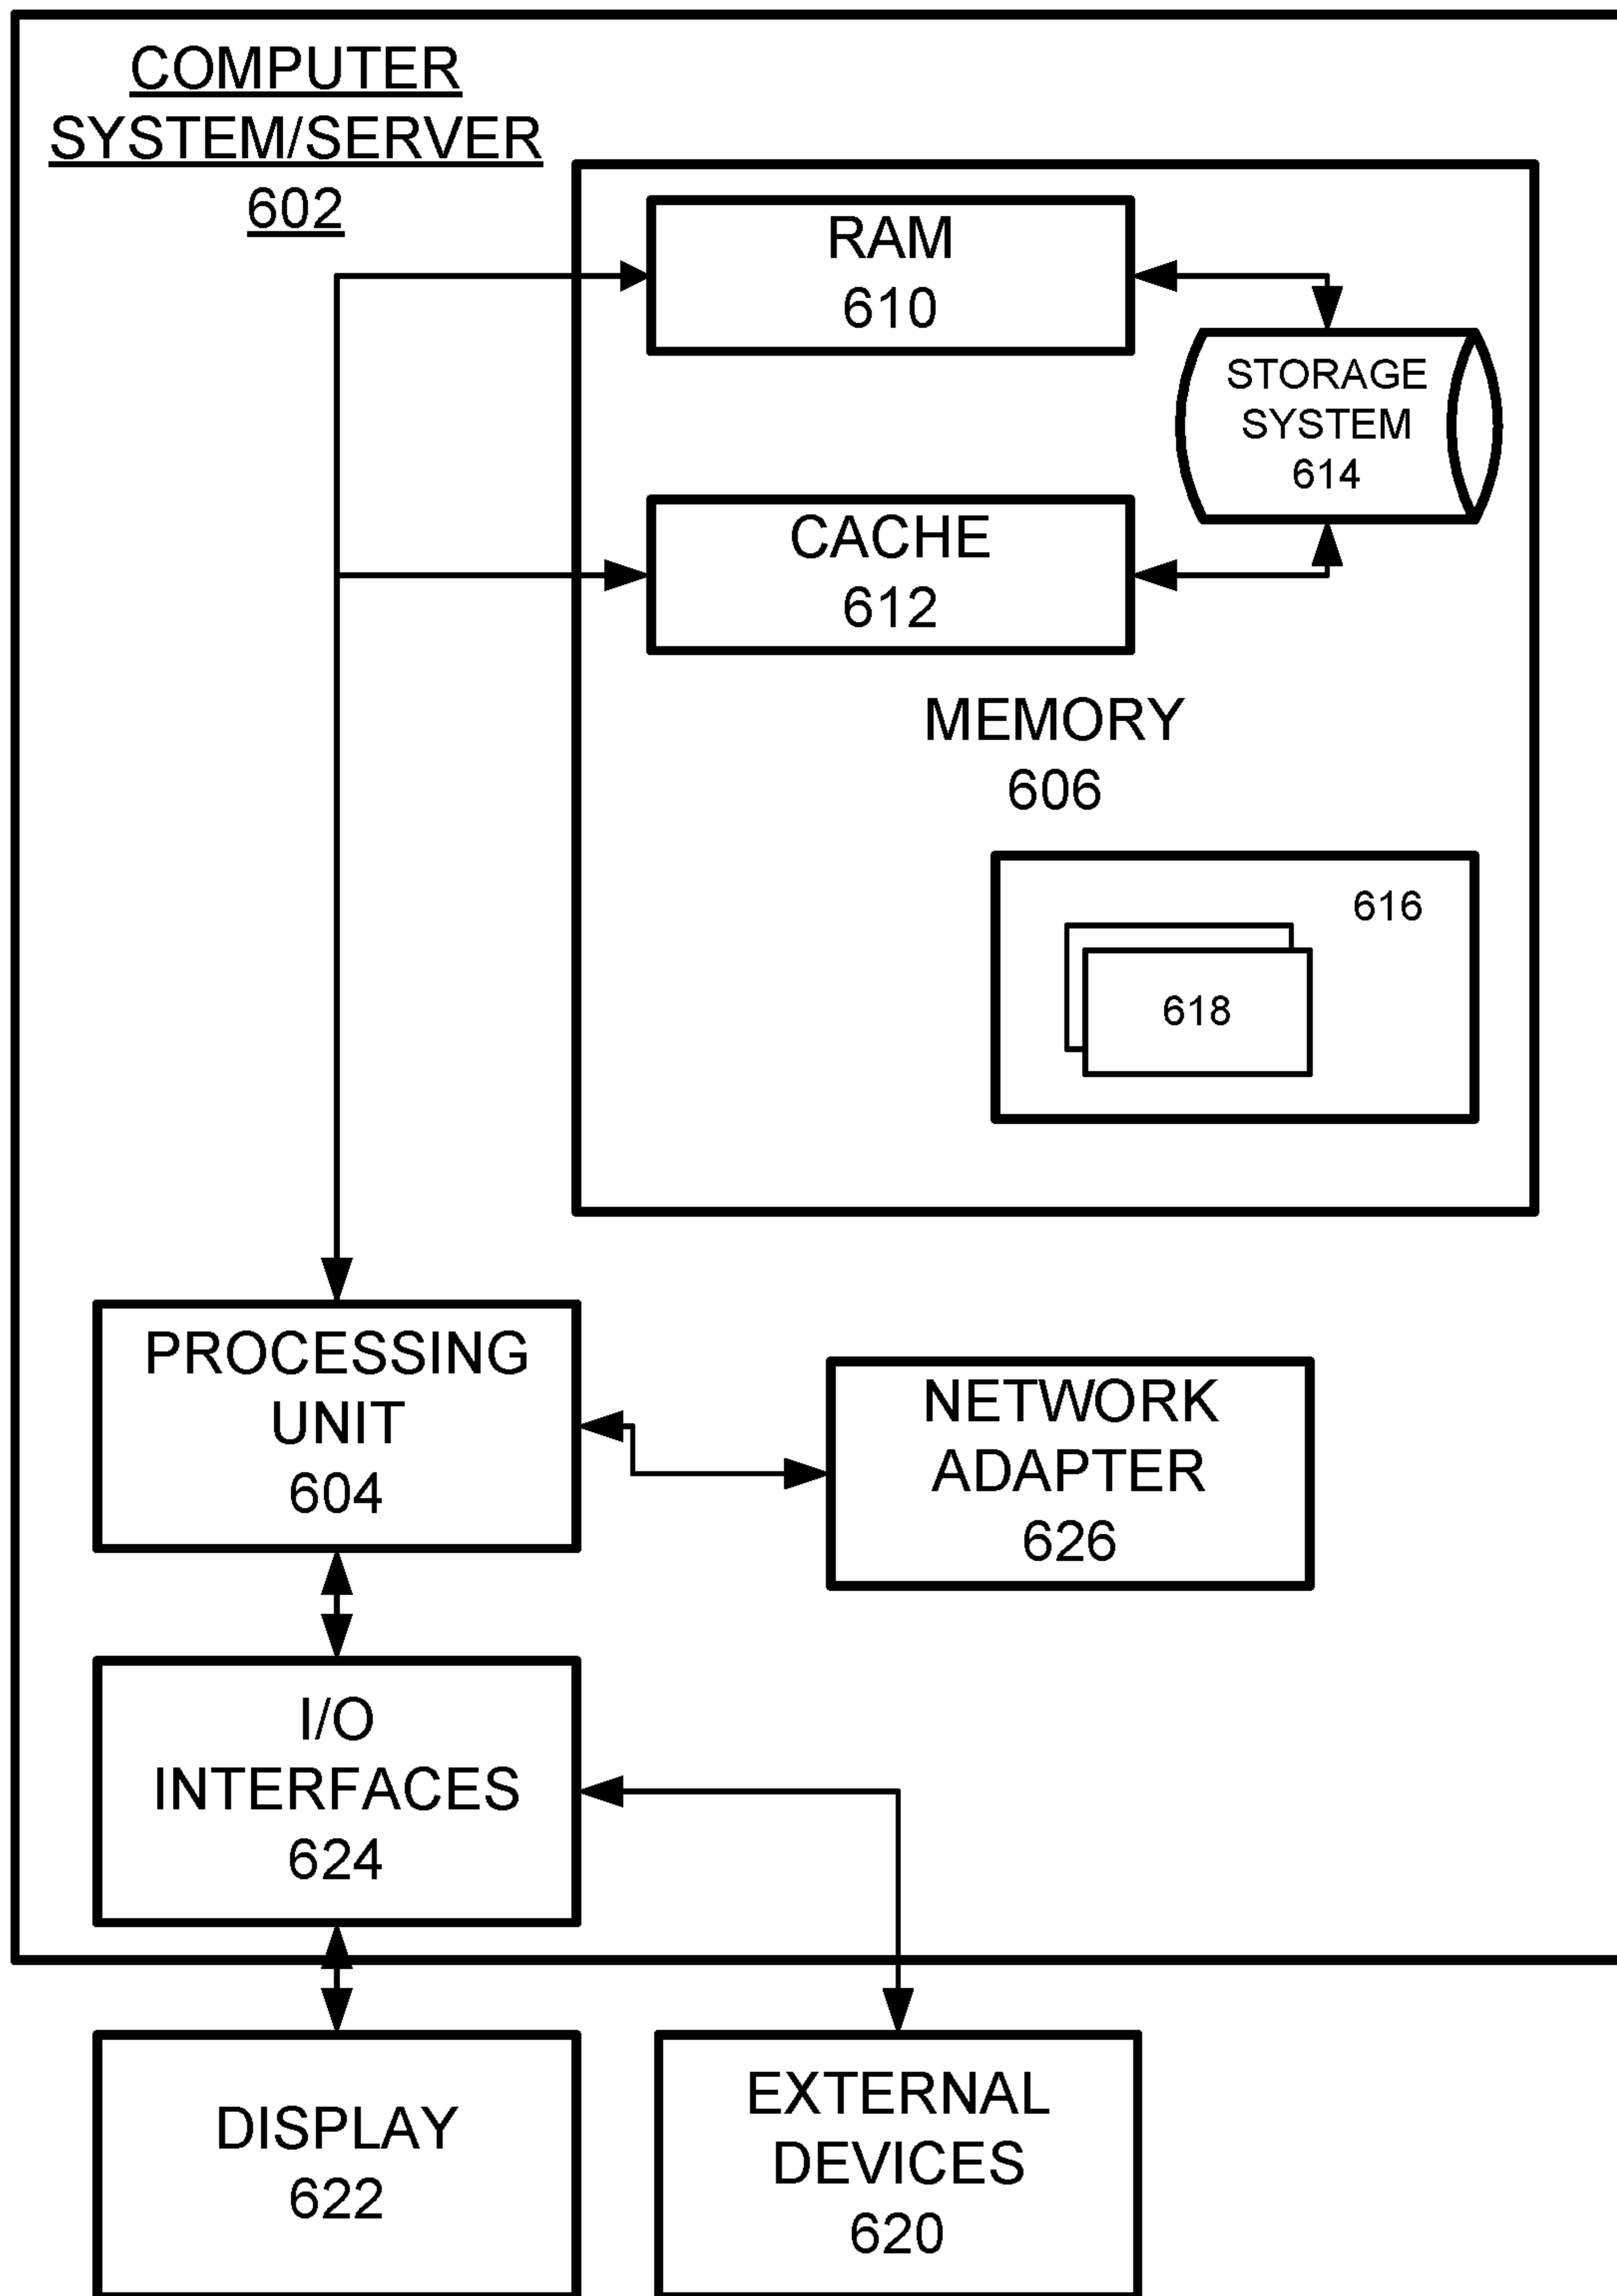 COMPUTER
SYSTEM/SERVER
602
RAM
610
STORAGE
SYSTEM
614
CACHE
612
MEMORY
606
616
618
PROCESSING
UNIT
604
NETWORK
ADAPTER
626
I/O
INTERFACES
624
DISPLAY
622
EXTERNAL
DEVICES
620